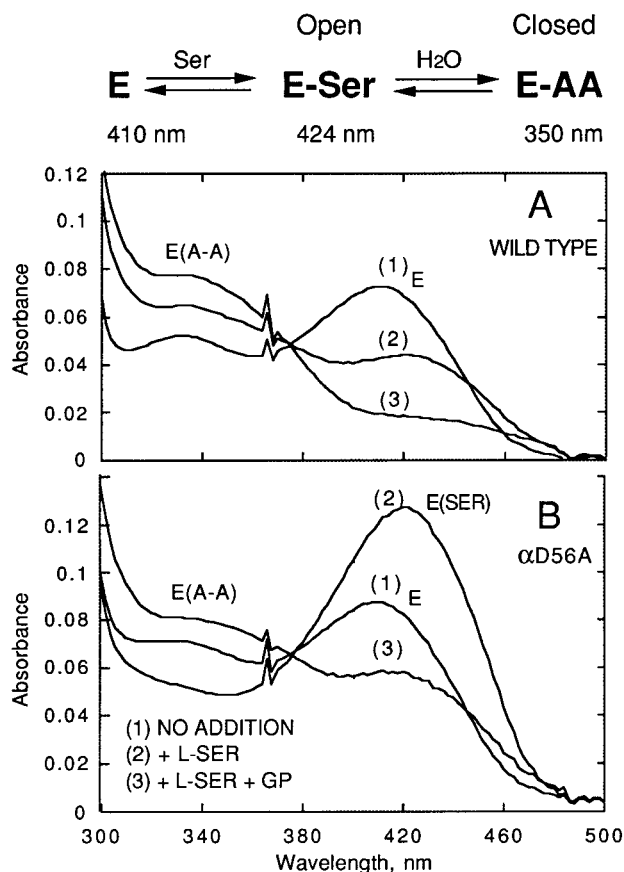 Open Closed
E Ser E-Ser H2O E-AA
410 nm 424 nm 350 nm
0.12
0.1
0.08
0.06
0.04
0.02
0
Absorbance
E(A-A)
(1) E
(2)
(3)
A
WILD TYPE
0.12
0.1
0.08
0.06
0.04
0.02
0
Absorbance
(2) E(SER)
B
αD56A
E(A-A)
(1) E
(3)
(1) NO ADDITION
(2) + L-SER
(3) + L-SER + GP
300 340 380 420 460 500
Wavelength, nm